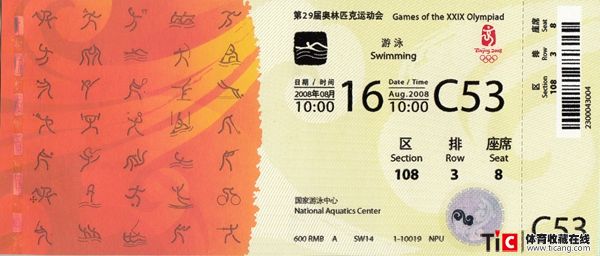 第29届奥林匹克运动会 Games of the XXIX Olympiad
游泳
Swimming
Beijing 2008
日期 / 时间 Date / Time
2008年08月 16 Aug.2008
10:00 10:00
C53
区 排 座席
Section Row Seat
108 3 8
国家游泳中心
National Aquatics Center
600 RMB A SW14 1-10019 NPU
区 排 座席
Section Row Seat
108 3 8
2300043004
C53
TiC 体育收藏在线
www.ticang.com